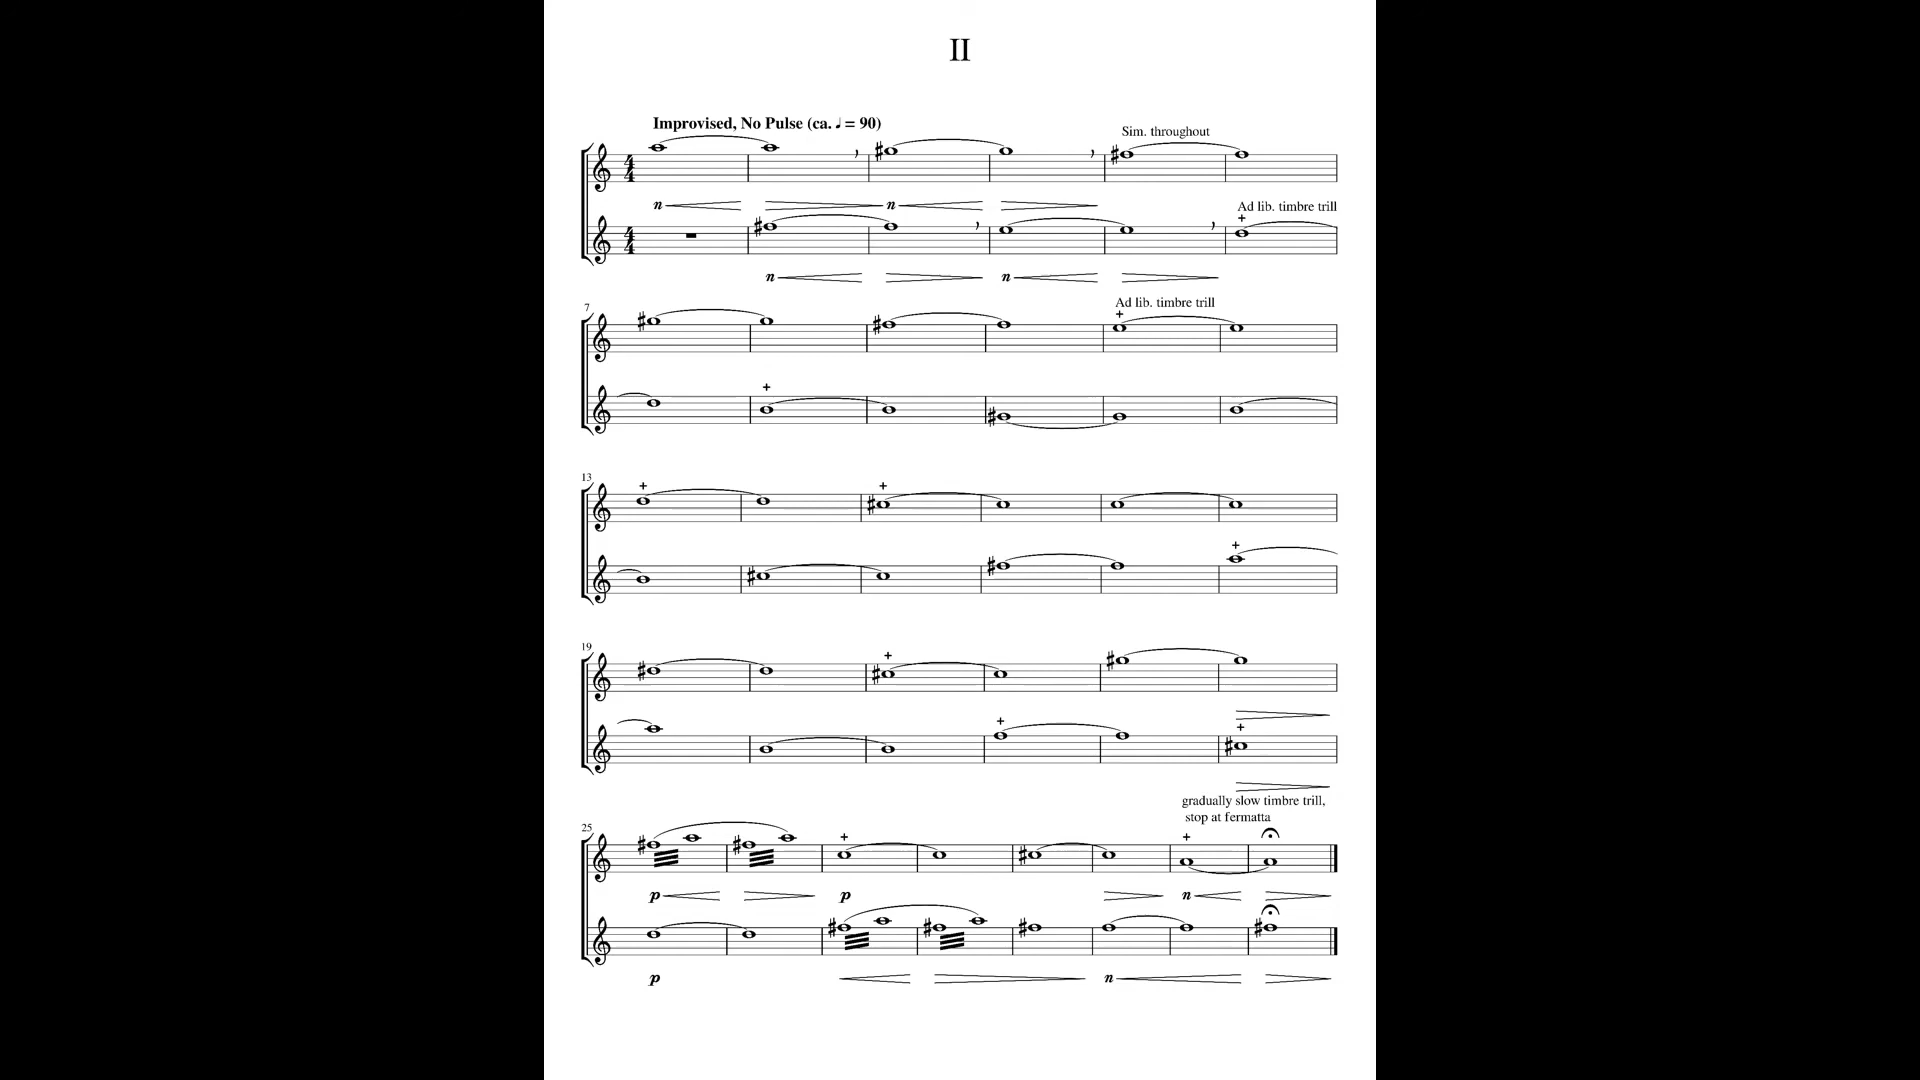 II
Improvised, No Pulse (ca. ♩ = 90)
Sim. throughout
n n
Ad lib. timbre trill
n n
7
Ad lib. timbre trill
13
19
gradually slow timbre trill,
stop at fermatta
25
p p n
p n